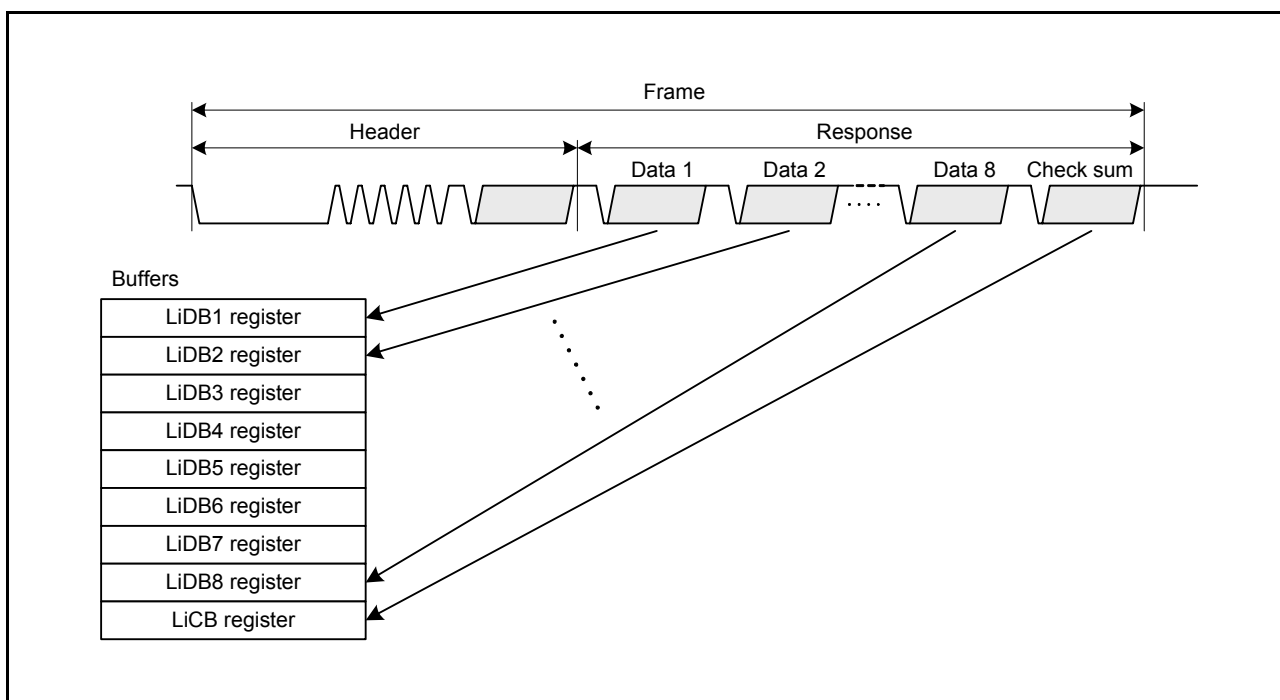 Frame
Header
Response
Data 1
Data 2
Data 8
Check sum
Buffers
LiDB1 register
LiDB2 register
LiDB3 register
LiDB4 register
LiDB5 register
LiDB6 register
LiDB7 register
LiDB8 register
LiCB register